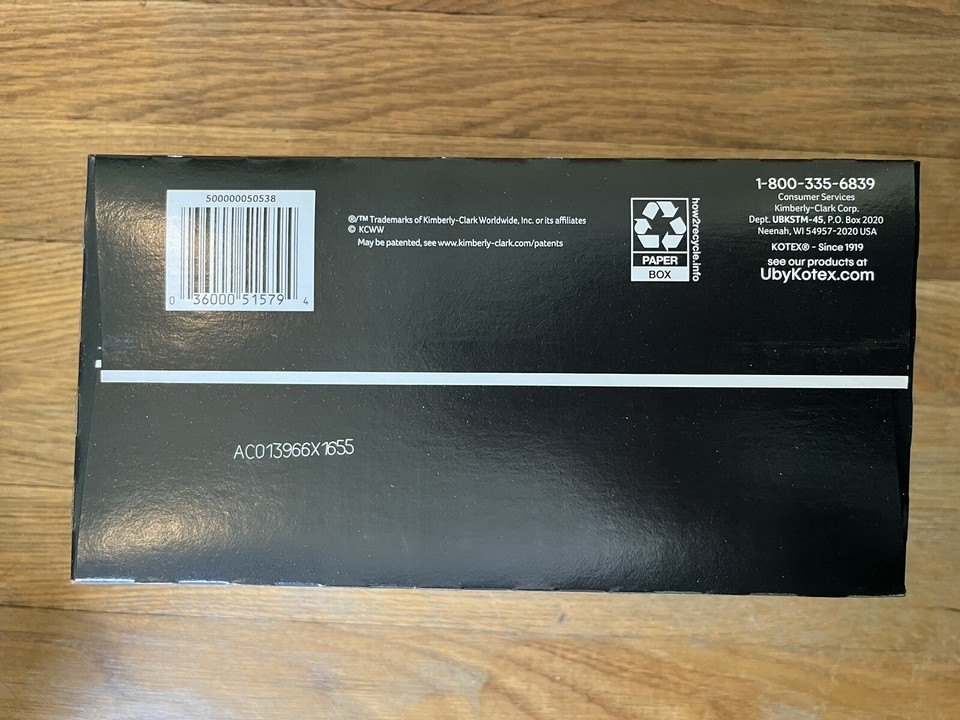 500000050538
0 36000 51579 4
®/™ Trademarks of Kimberly-Clark Worldwide, Inc. or its affiliates
© KCWW
May be patented, see www.kimberly-clark.com/patents
PAPER
BOX
how2recycle.info
1-800-335-6839
Consumer Services
Kimberly-Clark Corp.
Dept. UBKSTM-45, P.O. Box 2020
Neenah, WI 54957-2020 USA
KOTEX® - Since 1919
see our products at
UbyKotex.com
AC013966X1655